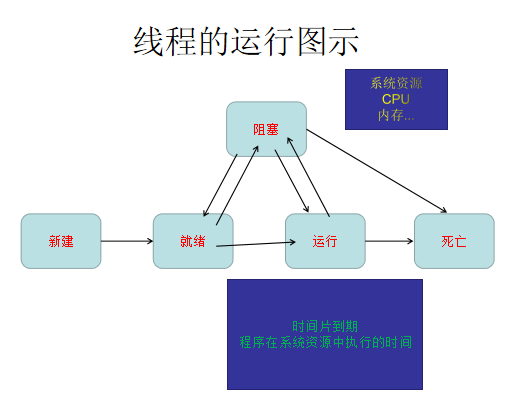 线程的运行图示
系统资源
CPU
内存...
阻塞
新建
就绪
运行
死亡
时间片到期
程序在系統资源中执行的时间